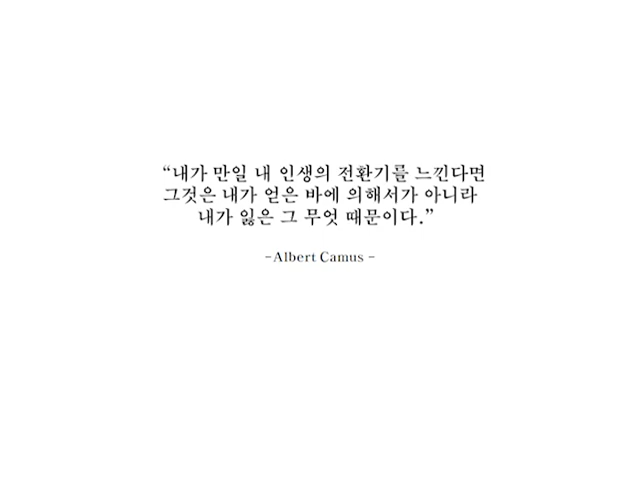 “내가 만일 내 인생의 전환기를 느낀다면
그것은 내가 얻은 바에 의해서가 아니라
내가 잃은 그 무엇 때문이다.”
-Albert Camus -